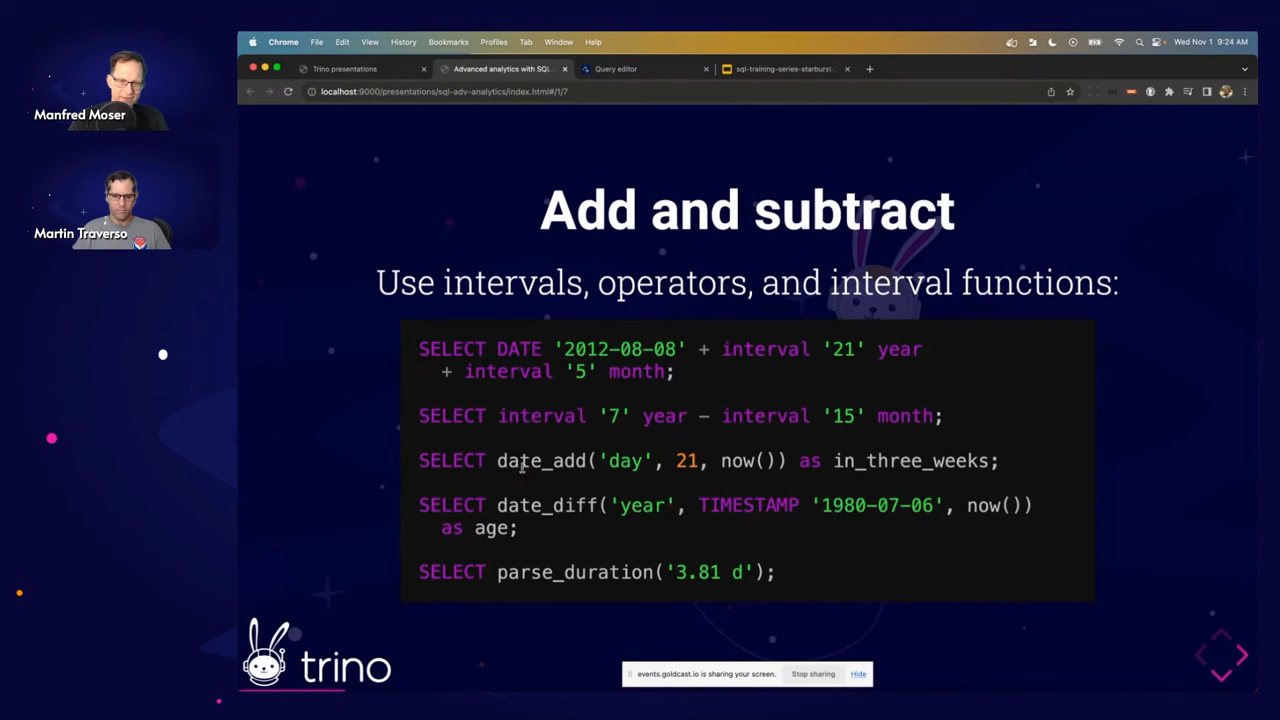 Chrome File Edit View History Bookmarks Profiles Tab Window Help Wed Nov 1 9:24 AM
Trino presentations Advanced analytics with SQL Query editor sql-training-series-starburst
localhost:9000/presentations/sql-adv-analytics/index.html#/1/7
Manfred Moser
Martin Traverso
Add and subtract
Use intervals, operators, and interval functions:
SELECT DATE '2012-08-08' + interval '21' year
+ interval '5' month;
SELECT interval '7' year - interval '15' month;
SELECT date_add('day', 21, now()) as in_three_weeks;
SELECT date_diff('year', TIMESTAMP '1980-07-06', now())
as age;
SELECT parse_duration('3.81 d');
trino
events.goldcast.io is sharing your screen. Stop sharing Hide